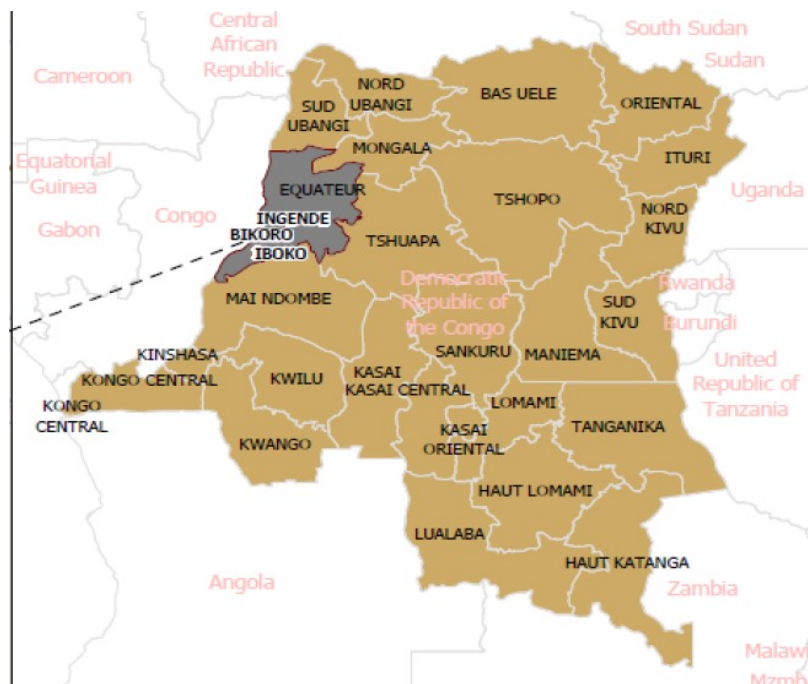 Central
African
Republic
South Sudan
Sudan
Cameroon
NORD
UBANGI
BAS UELE
ORIENTAL
SUD
UBANGI
MONGALA
ITURI
Equatorial
Guinea
EQUATEUR
TSHOPO
Uganda
Gabon
Congo
INGENDE
BIKORO
IBOKO
TSHUAPA
NORD
KIVU
Democratic
Republic of
the Congo
Rwanda
MAI NDOMBE
SUD
KIVU
Burundi
KINSHASA
SANKURU
MANIEMA
United
Republic of
Tanzania
KONGO CENTRAL
KWILU
KASAI
KASAI CENTRAL
KONGO
CENTRAL
LOMAMI
KWANGO
KASAI
ORIENTAL
TANGANIKA
HAUT LOMAMI
LUALABA
HAUT KATANGA
Angola
Zambia
Malaw
Mzmb